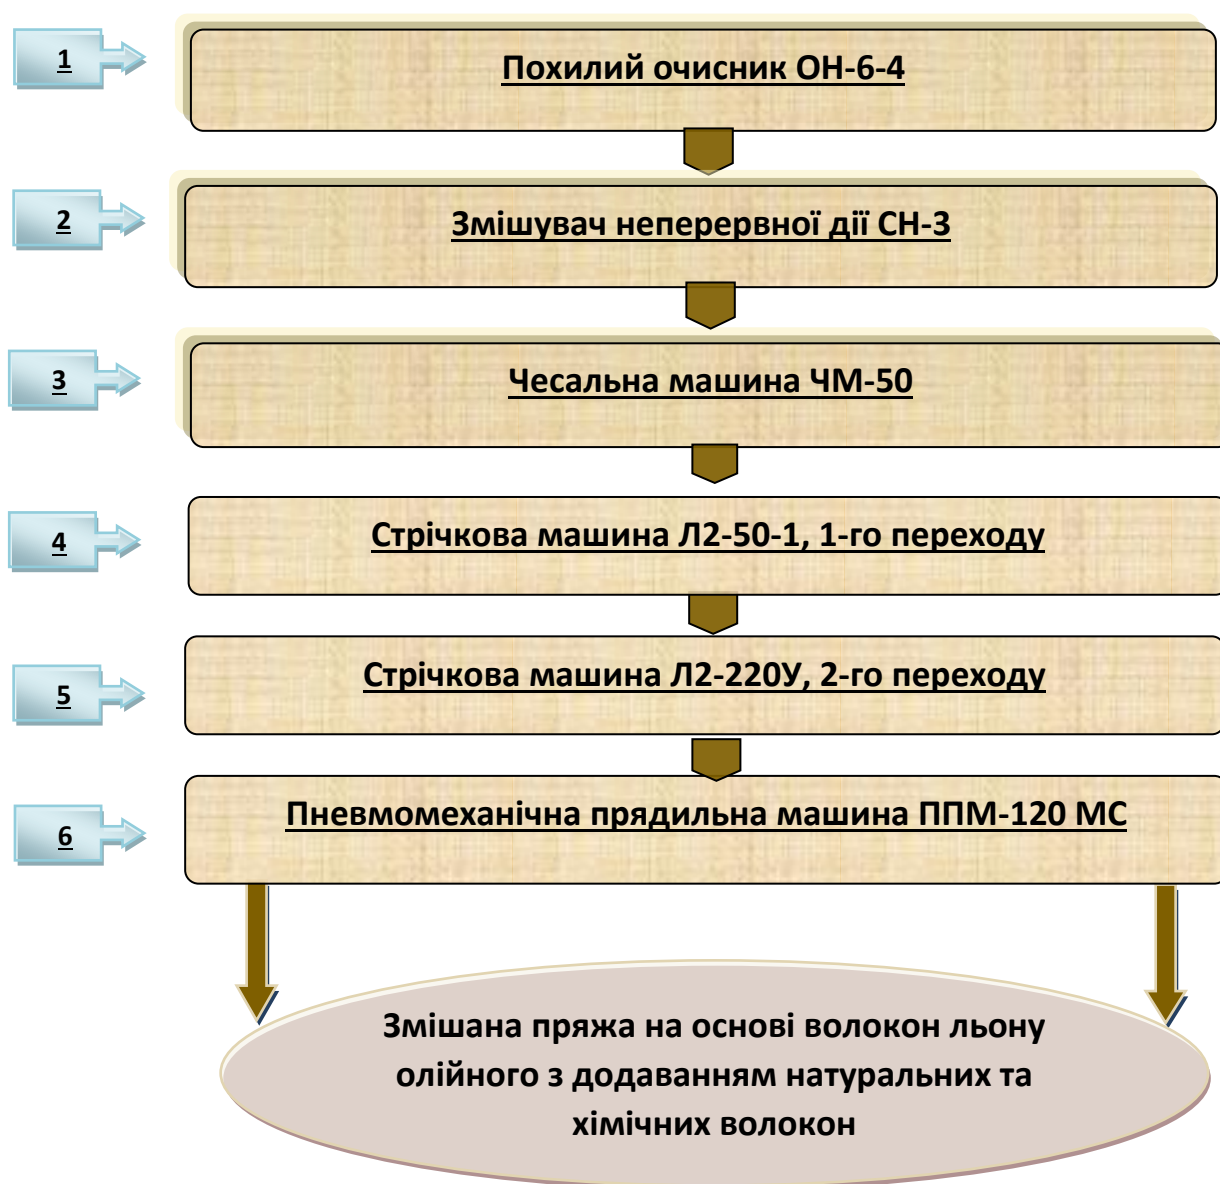 1
Похилий очисник ОН-6-4
2
Змішувач неперервної дії СН-3
3
Чесальна машина ЧМ-50
4
Стрічкова машина Л2-50-1, 1-го переходу
5
Стрічкова машина Л2-220У, 2-го переходу
6
Пневмомеханічна прядильна машина ППМ-120 МС
Змішана пряжа на основі волокон льону
олійного з додаванням натуральних та
хімічних волокон